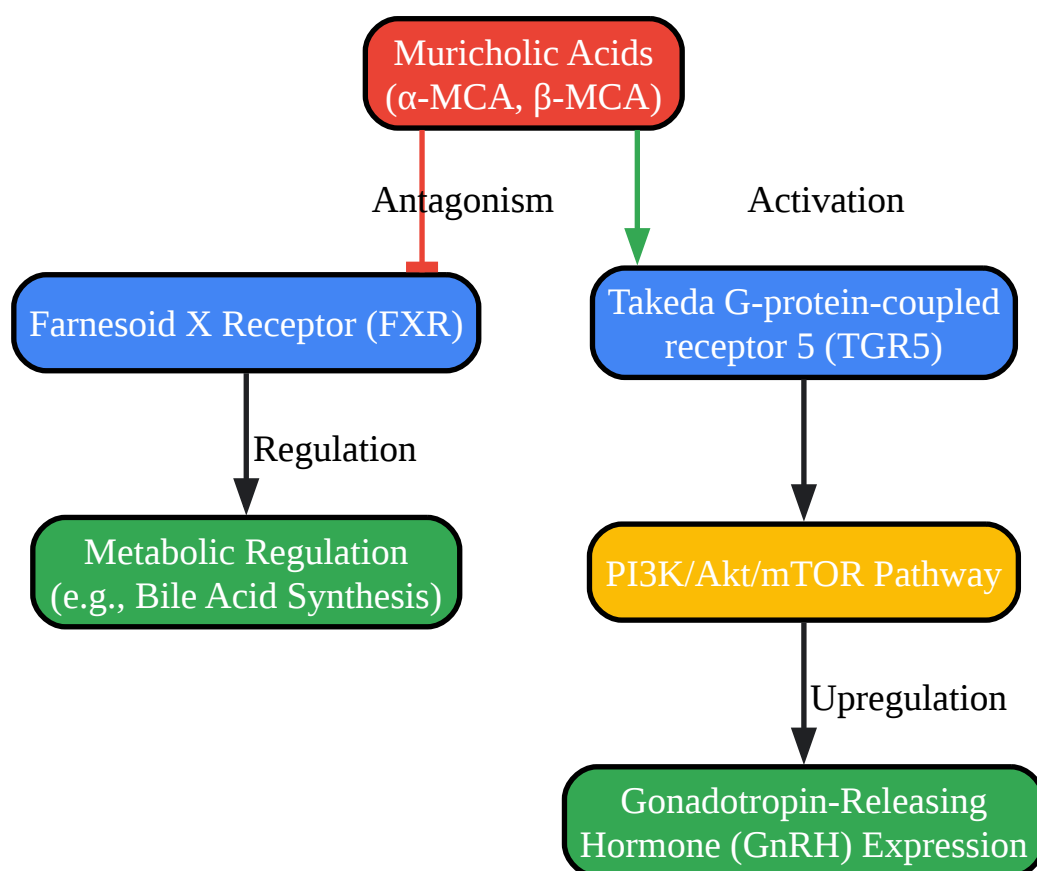 Muricholic Acids
(α-MCA, β-MCA)
Antagonism
Activation
Farnesoid X Receptor (FXR)
Takeda G-protein-coupled
receptor 5 (TGR5)
Regulation
Metabolic Regulation
(e.g., Bile Acid Synthesis)
PI3K/Akt/mTOR Pathway
Upregulation
Gonadotropin-Releasing
Hormone (GnRH) Expression